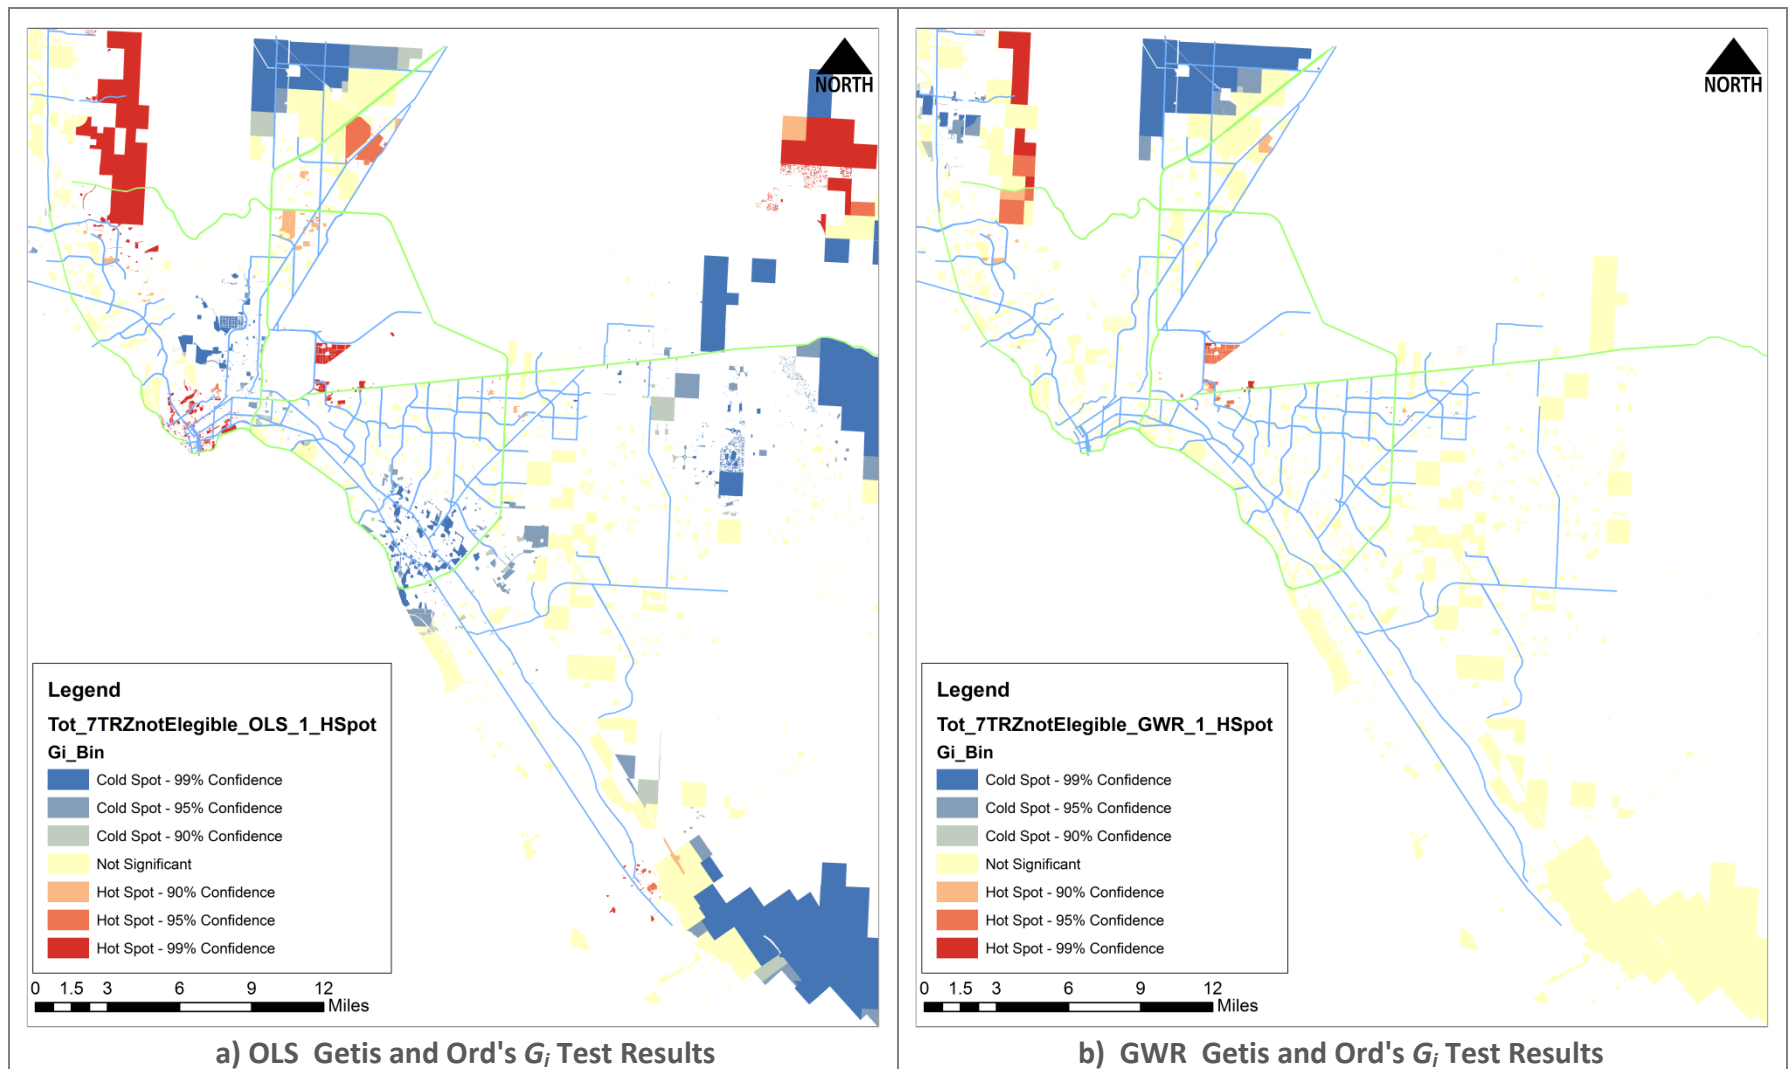 NORTH
Legend
Tot_7TRZnotElegible_OLS_1_HSpot
Gi_Bin
Cold Spot - 99% Confidence
Cold Spot - 95% Confidence
Cold Spot - 90% Confidence
Not Significant
Hot Spot - 90% Confidence
Hot Spot - 95% Confidence
Hot Spot - 99% Confidence
0 1.5 3 6 9 12
Miles
a) OLS Getis and Ord's Gi Test Results
NORTH
Legend
Tot_7TRZnotElegible_GWR_1_HSpot
Gi_Bin
Cold Spot - 99% Confidence
Cold Spot - 95% Confidence
Cold Spot - 90% Confidence
Not Significant
Hot Spot - 90% Confidence
Hot Spot - 95% Confidence
Hot Spot - 99% Confidence
0 1.5 3 6 9 12
Miles
b) GWR Getis and Ord's Gi Test Results